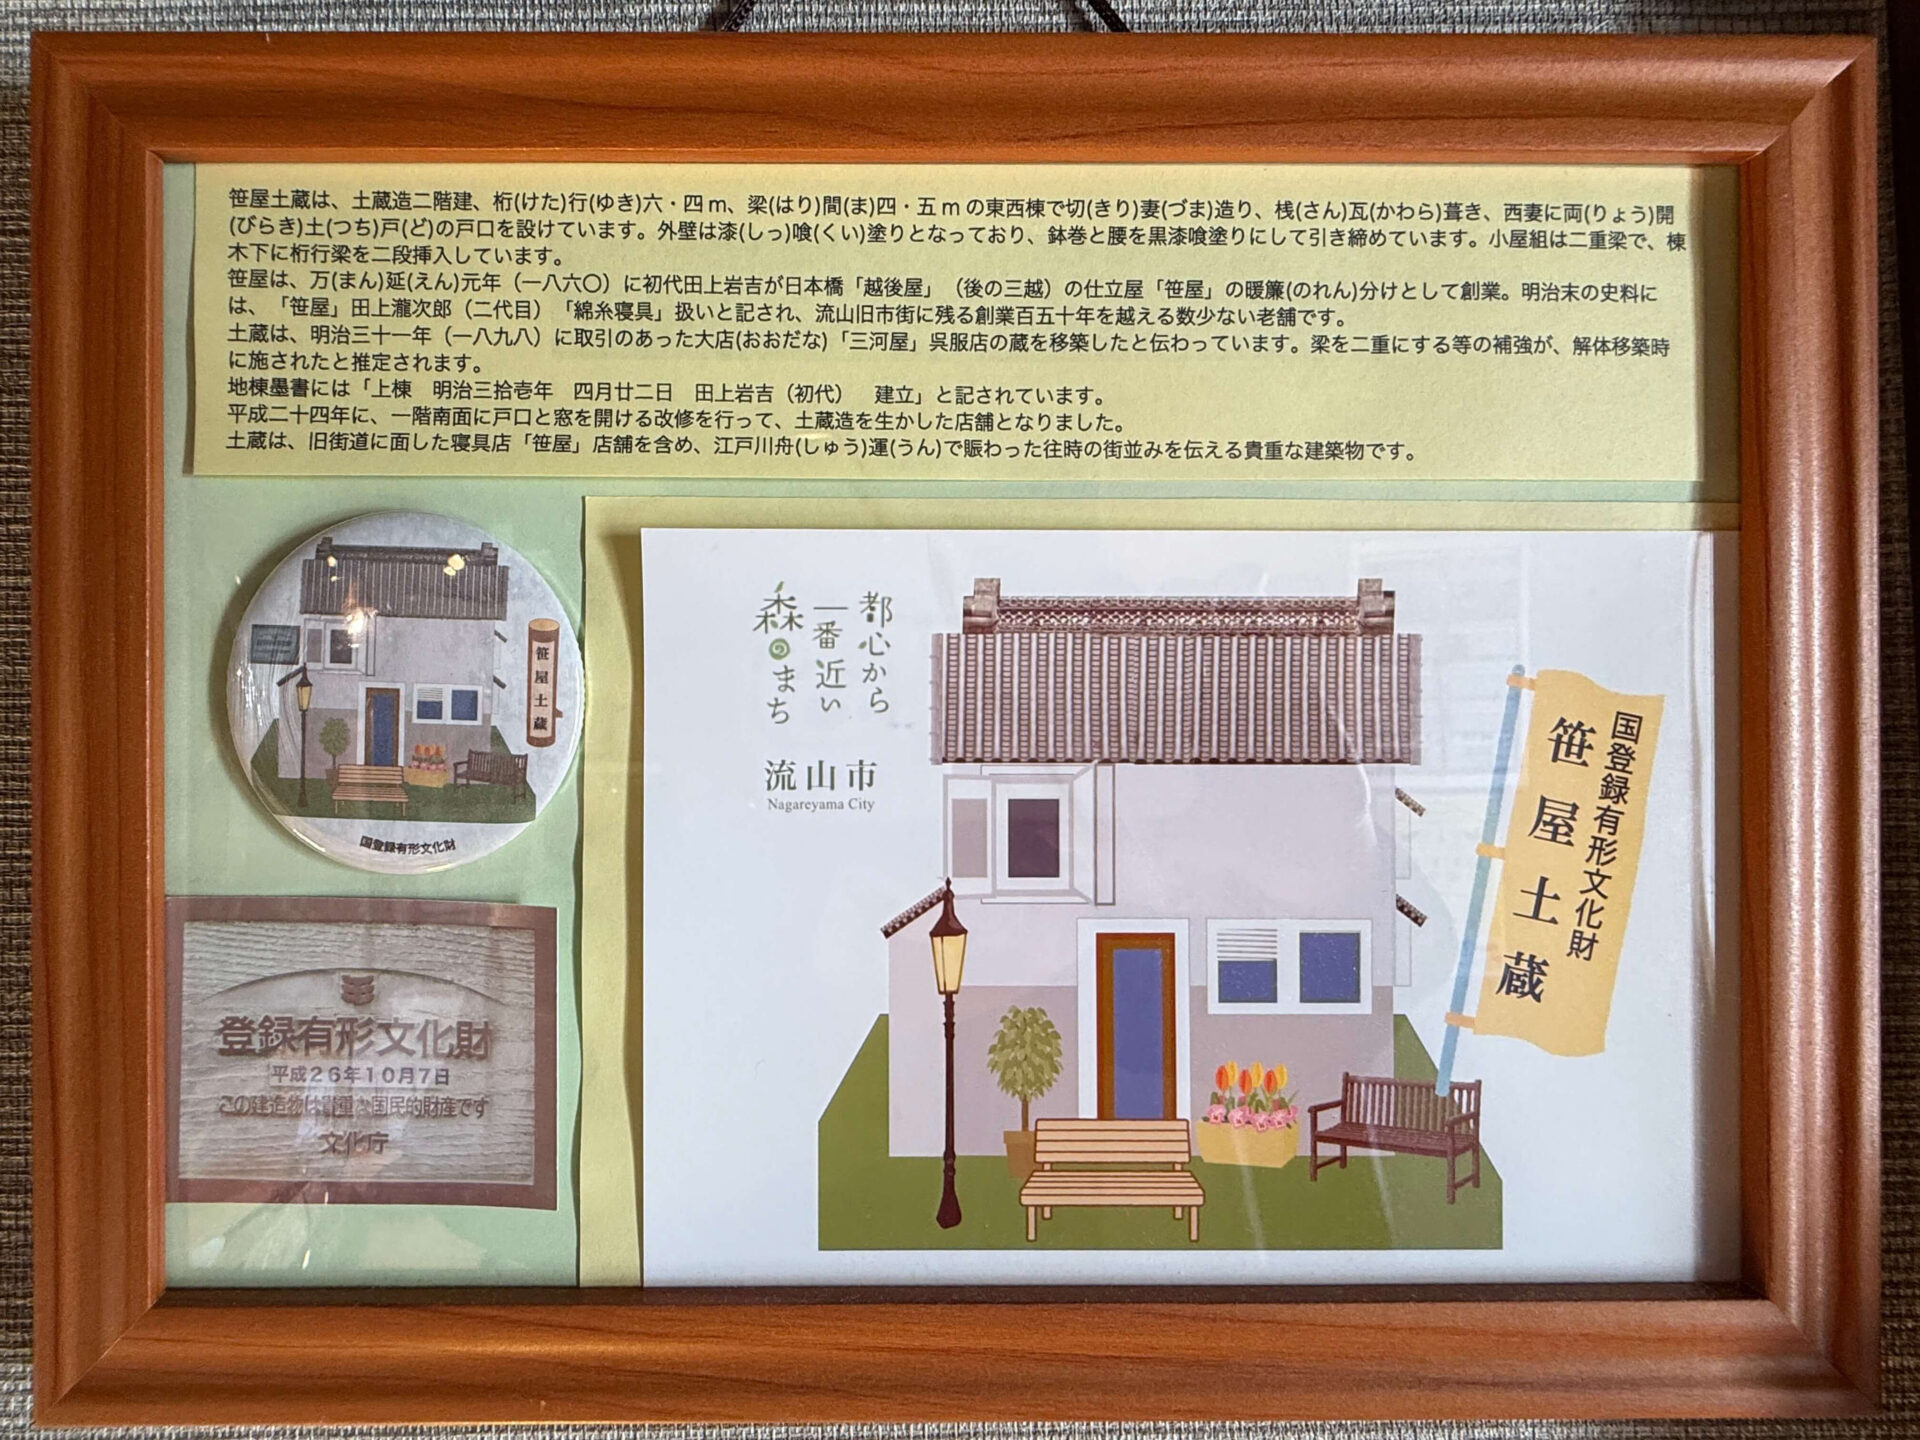 笹屋土蔵は、土蔵造二階建、桁(けた)行(ゆき)六・四m、梁(はり)間(ま)四・五mの東西棟で切(きり)妻(づま)造り、桟(さん)瓦(かわら)葺き、西妻に両(りょう)開
(びらき)土(つち)戸(ど)の戸口を設けています。外壁は漆(しっ)喰(くい)塗りとなっており、鉢巻と腰を黒漆喰塗りにして引き締めています。小屋組は二重梁で、棟
木下に桁行梁を二段挿入しています。
笹屋は、万(まん)延(えん)元年（一八六〇）に初代田上岩吉が日本橋「越後屋」（後の三越）の仕立屋「笹屋」の暖簾(のれん)分けとして創業。明治末の史料に
は、「笹屋」田上瀧次郎（二代目）「綿糸寝具」扱いと記され、流山旧市街に残る創業百五十年を越える数少ない老舗です。
土蔵は、明治三十一年（一八九八）に取引のあった大店(おおだな)「三河屋」呉服店の蔵を移築したと伝わっています。梁を二重にする等の補強が、解体移築時
に施されたと推定されます。
地棟墨書には「上棟　明治三拾壱年　四月廿二日　田上岩吉（初代）　建立」と記されています。
平成二十四年に、一階南面に戸口と窓を開ける改修を行って、土蔵造を生かした店舗となりました。
土蔵は、旧街道に面した寝具店「笹屋」店舗を含め、江戸川舟(しゅう)運(うん)で賑わった往時の街並みを伝える貴重な建築物です。
笹屋土蔵
国登録有形文化財
登録有形文化財
平成26年10月7日
この建造物は貴重な国民的財産です
文化庁
都心から
一番近い
森のまち
流山市
Nagareyama City
国登録有形文化財
笹屋土蔵